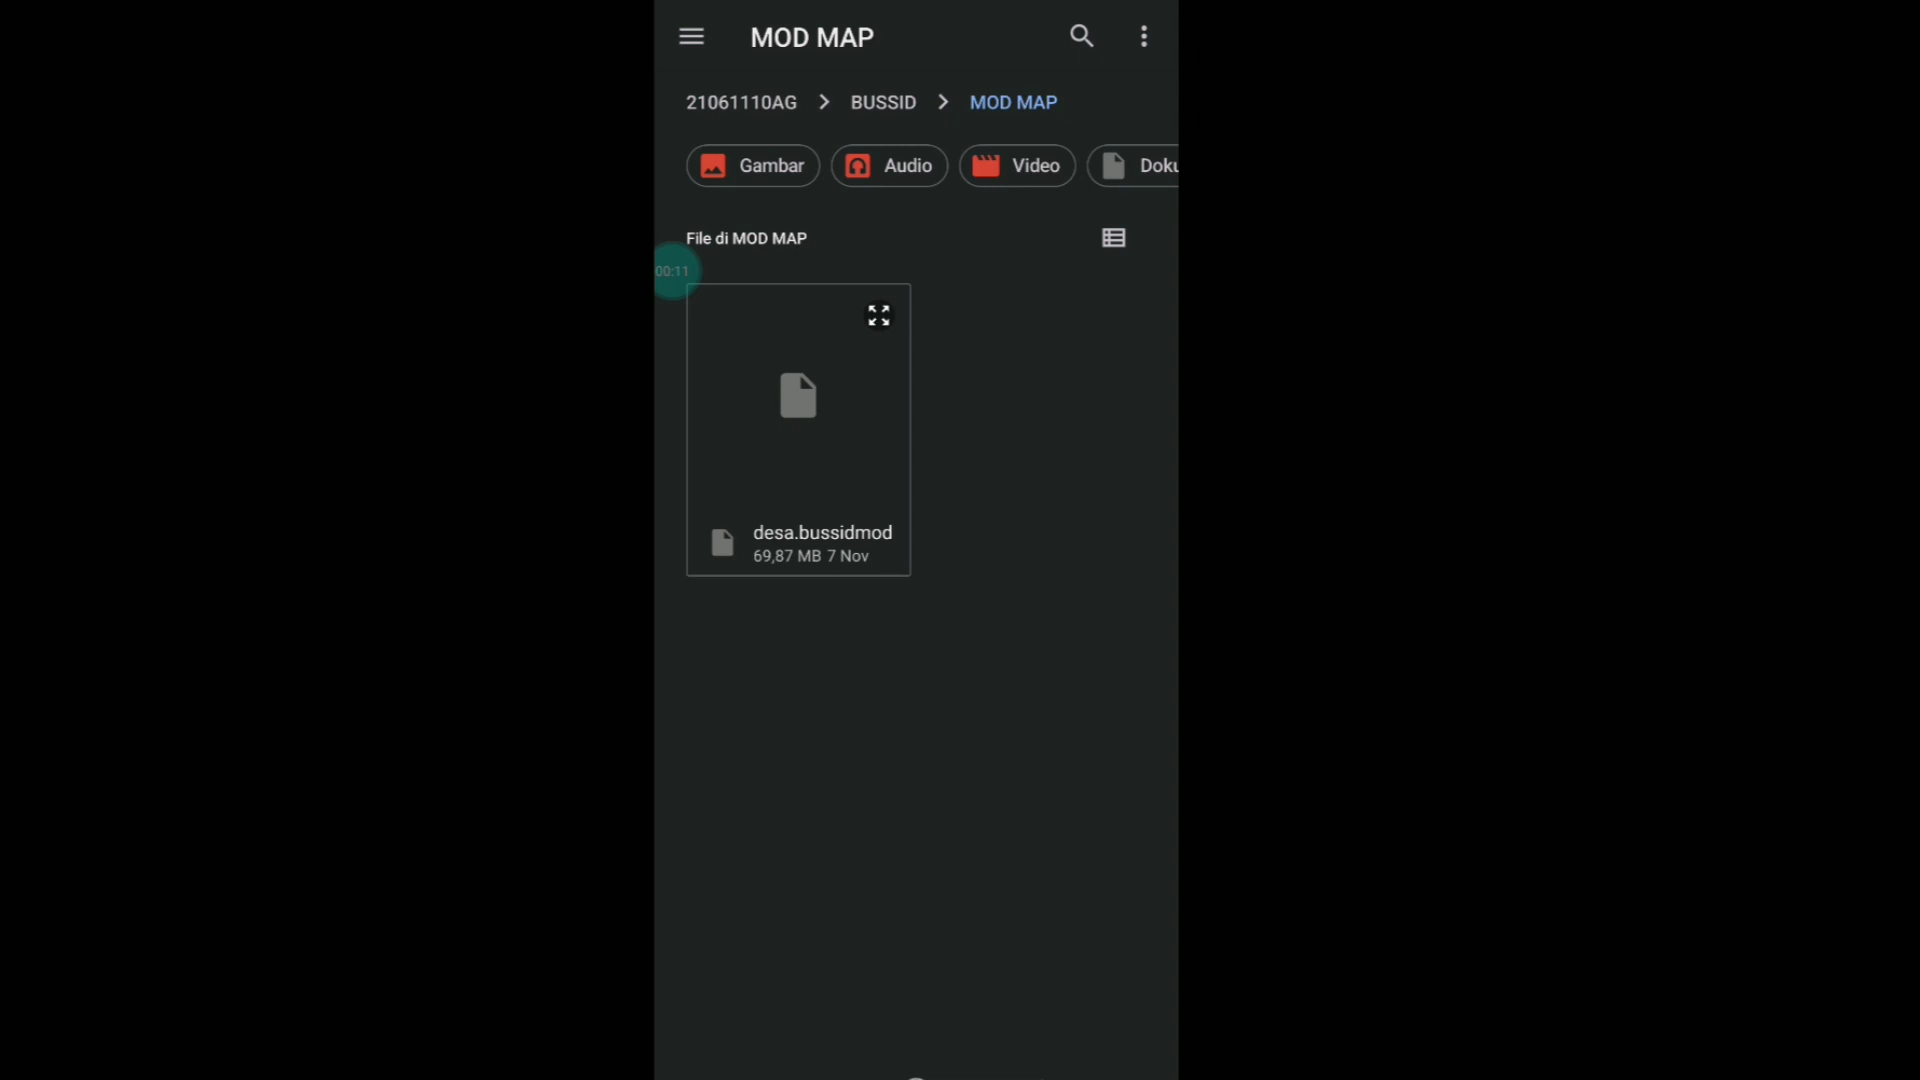 MOD MAP
21061110AG > BUSSID > MOD MAP
Gambar Audio Video Doku
File di MOD MAP
00:11
desa.bussidmod
69,87 MB 7 Nov